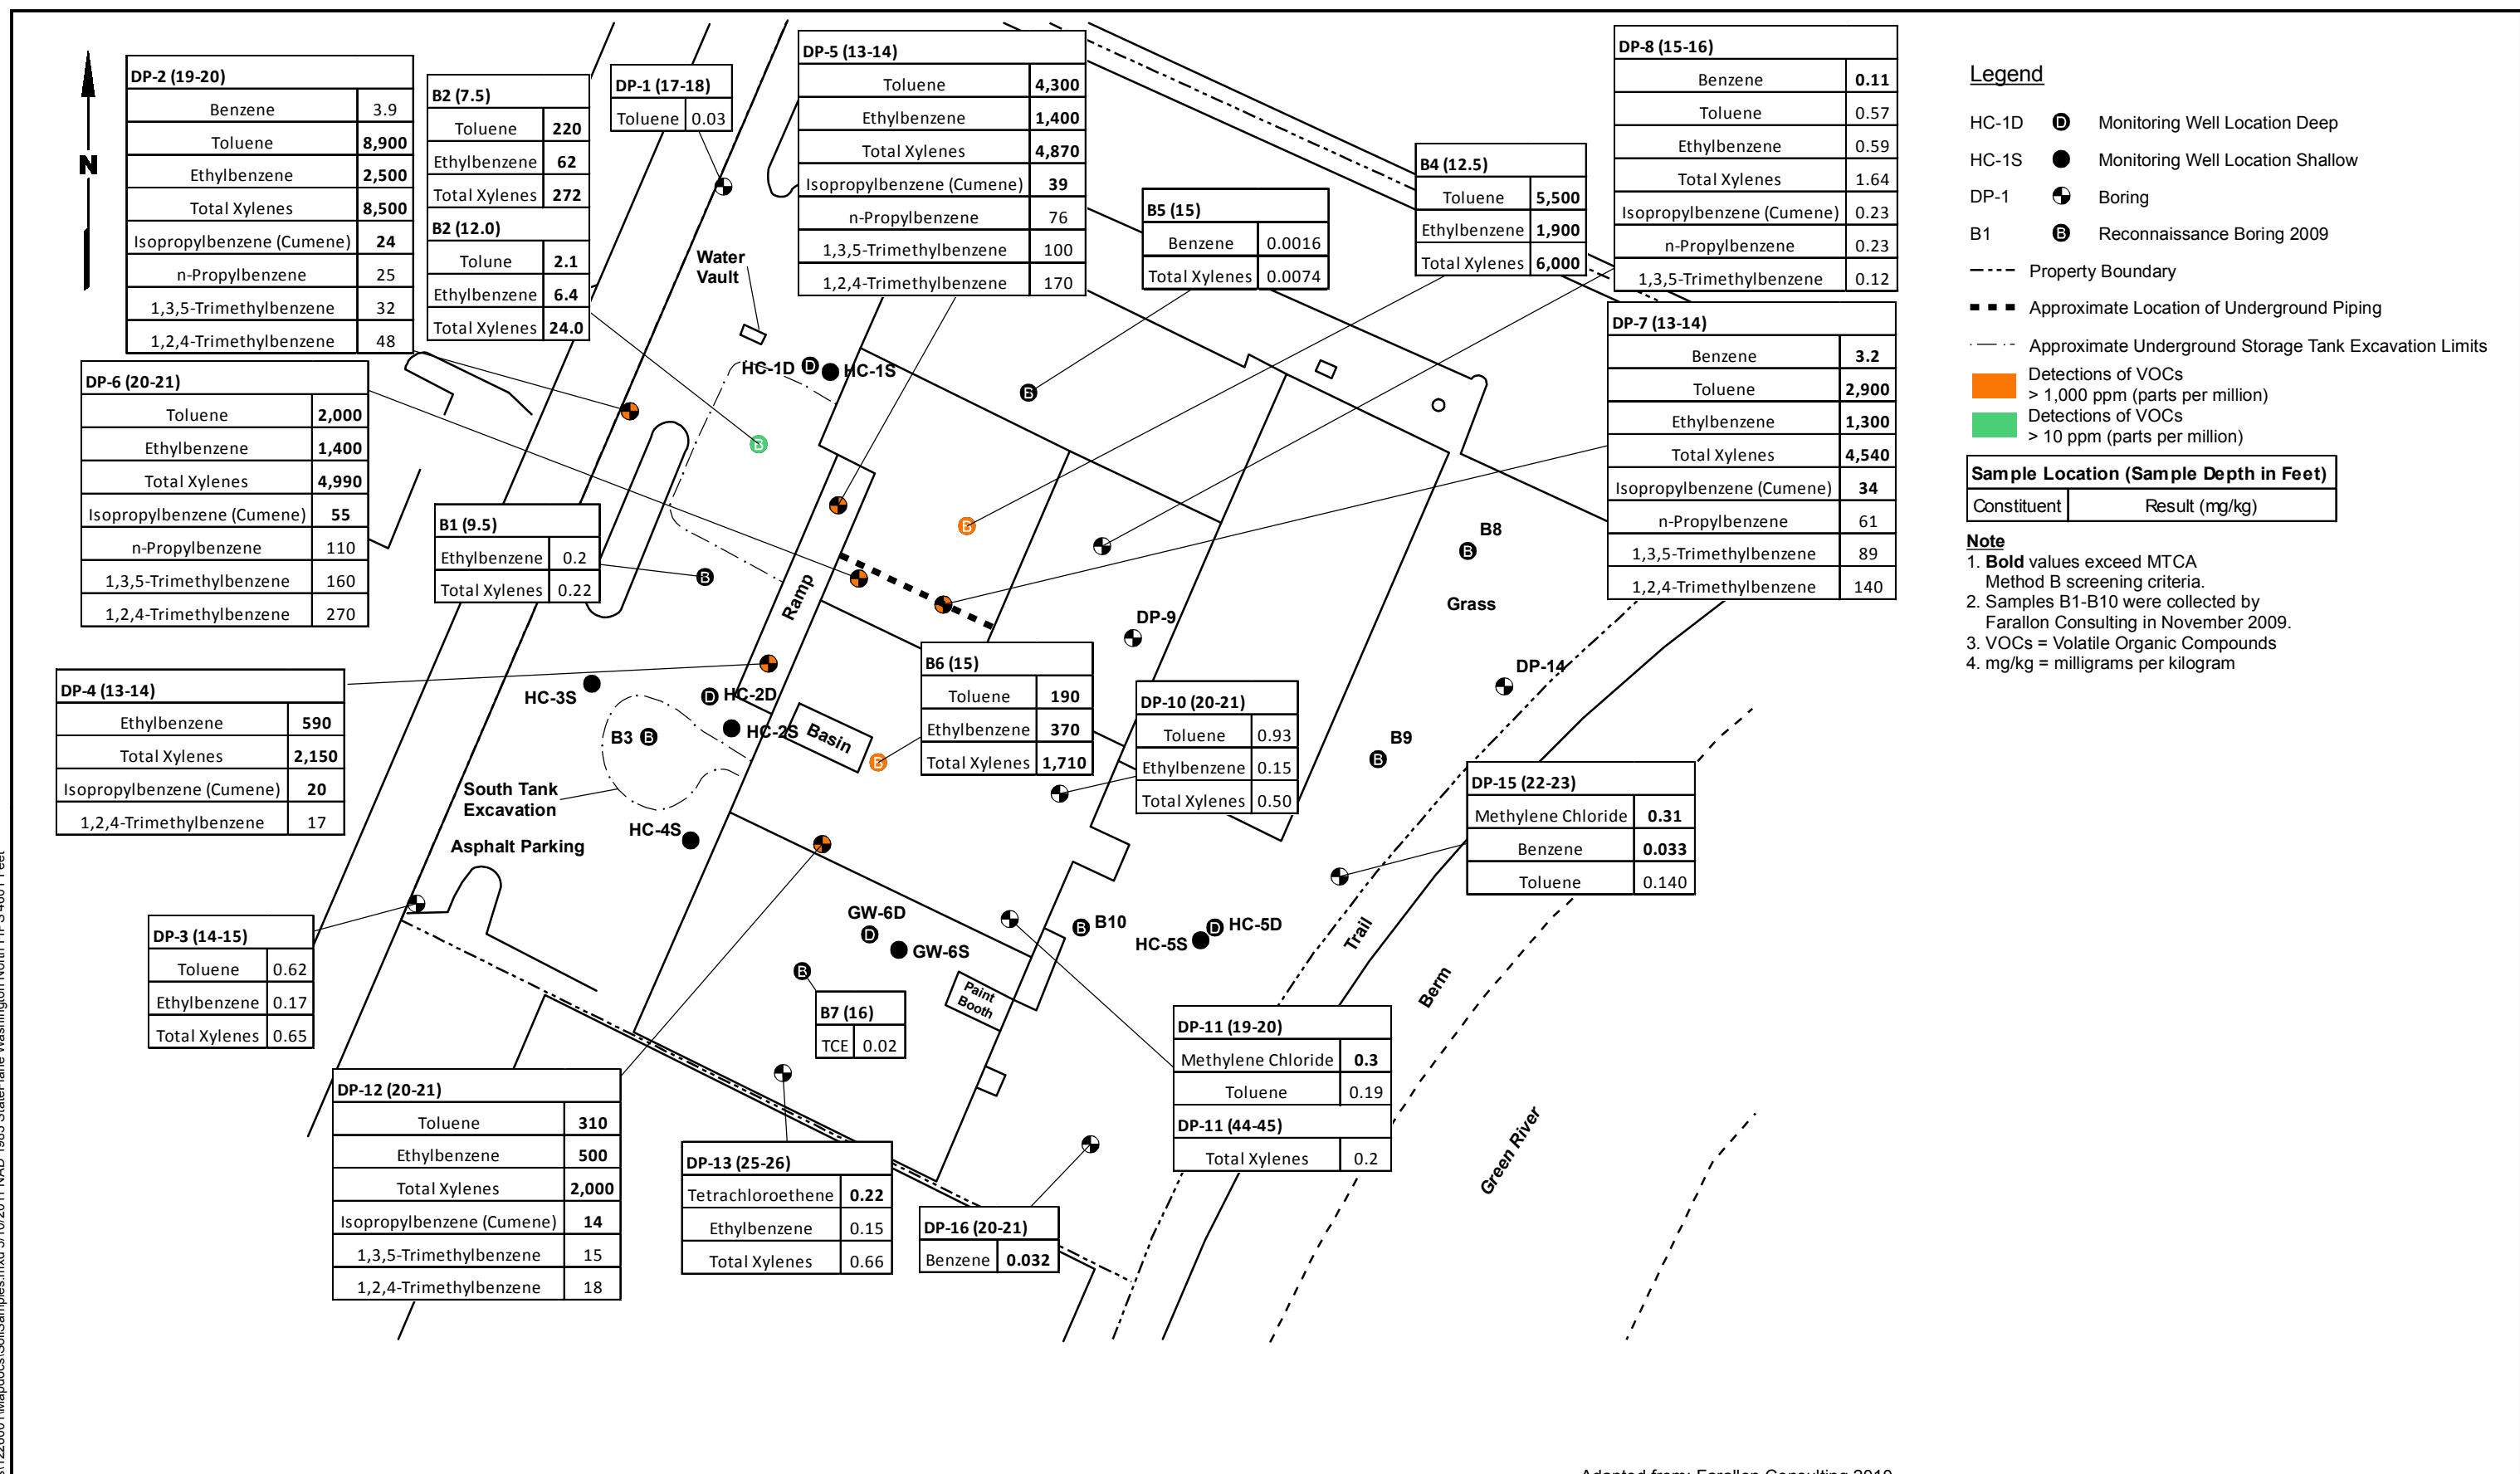 N
DP-2 (19-20)
Benzene 3.9
Toluene 8,900
Ethylbenzene 2,500
Total Xylenes 8,500
Isopropylbenzene (Cumene) 24
n-Propylbenzene 25
1,3,5-Trimethylbenzene 32
1,2,4-Trimethylbenzene 48
B2 (7.5)
Toluene 220
Ethylbenzene 62
Total Xylenes 272
B2 (12.0)
Tolune 2.1
Ethylbenzene 6.4
Total Xylenes 24.0
DP-1 (17-18)
Toluene 0.03
DP-5 (13-14)
Toluene 4,300
Ethylbenzene 1,400
Total Xylenes 4,870
Isopropylbenzene (Cumene) 39
n-Propylbenzene 76
1,3,5-Trimethylbenzene 100
1,2,4-Trimethylbenzene 170
B5 (15)
Benzene 0.0016
Total Xylenes 0.0074
B4 (12.5)
Toluene 5,500
Ethylbenzene 1,900
Total Xylenes 6,000
DP-8 (15-16)
Benzene 0.11
Toluene 0.57
Ethylbenzene 0.59
Total Xylenes 1.64
Isopropylbenzene (Cumene) 0.23
n-Propylbenzene 0.23
1,3,5-Trimethylbenzene 0.12
DP-7 (13-14)
Benzene 3.2
Toluene 2,900
Ethylbenzene 1,300
Total Xylenes 4,540
Isopropylbenzene (Cumene) 34
n-Propylbenzene 61
1,3,5-Trimethylbenzene 89
1,2,4-Trimethylbenzene 140
Legend
HC-1D D Monitoring Well Location Deep
HC-1S Monitoring Well Location Shallow
DP-1 Boring
B1 B Reconnaissance Boring 2009
Property Boundary
Approximate Location of Underground Piping
Approximate Underground Storage Tank Excavation Limits
Detections of VOCs
> 1,000 ppm (parts per million)
Detections of VOCs
> 10 ppm (parts per million)
Sample Location (Sample Depth in Feet)
Constituent Result (mg/kg)
Note
1. Bold values exceed MTCA
Method B screening criteria.
2. Samples B1-B10 were collected by
Farallon Consulting in November 2009.
3. VOCs = Volatile Organic Compounds
4. mg/kg = milligrams per kilogram
Water
Vault
HC-1D D HC-1S
B
B
B
DP-6 (20-21)
Toluene 2,000
Ethylbenzene 1,400
Total Xylenes 4,990
Isopropylbenzene (Cumene) 55
n-Propylbenzene 110
1,3,5-Trimethylbenzene 160
1,2,4-Trimethylbenzene 270
B1 (9.5)
Ethylbenzene 0.2
Total Xylenes 0.22
B
Ramp
B8
B
Grass
DP-9
DP-14
B6 (15)
Toluene 190
Ethylbenzene 370
Total Xylenes 1,710
DP-10 (20-21)
Toluene 0.93
Ethylbenzene 0.15
Total Xylenes 0.50
DP-4 (13-14)
Ethylbenzene 590
Total Xylenes 2,150
Isopropylbenzene (Cumene) 20
1,2,4-Trimethylbenzene 17
HC-3S
D HC-2D
HC-2S
B3 B
Basin
B
B9
B
South Tank
Excavation
HC-4S
Asphalt Parking
DP-15 (22-23)
Methylene Chloride 0.31
Benzene 0.033
Toluene 0.140
DP-3 (14-15)
Toluene 0.62
Ethylbenzene 0.17
Total Xylenes 0.65
GW-6D
D
GW-6S
B B10
HC-5S
D HC-5D
Trail
Berm
Green River
Paint
Booth
B
B7 (16)
TCE 0.02
DP-11 (19-20)
Methylene Chloride 0.3
Toluene 0.19
DP-11 (44-45)
Total Xylenes 0.2
DP-12 (20-21)
Toluene 310
Ethylbenzene 500
Total Xylenes 2,000
Isopropylbenzene (Cumene) 14
1,3,5-Trimethylbenzene 15
1,2,4-Trimethylbenzene 18
DP-13 (25-26)
Tetrachloroethene 0.22
Ethylbenzene 0.15
Total Xylenes 0.66
DP-16 (20-21)
Benzene 0.032
Adapted from: Farallon Consulting 2010